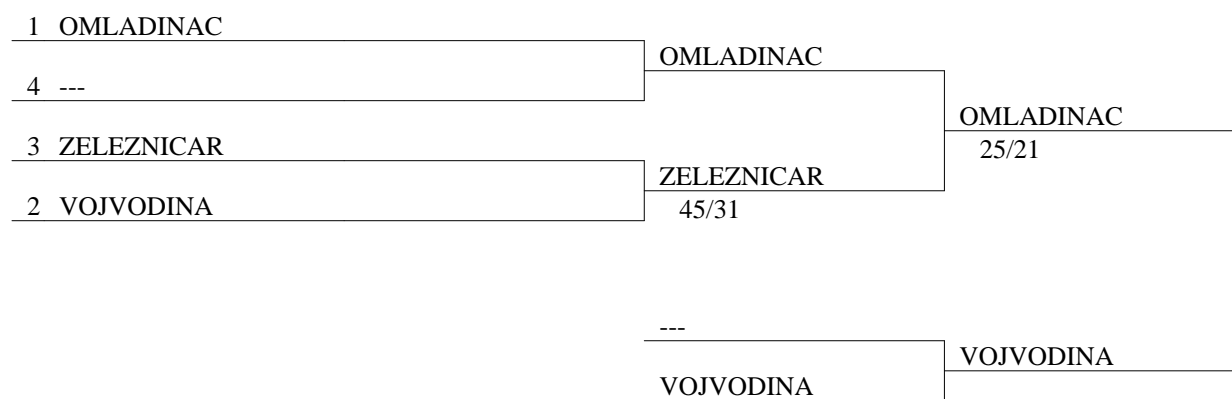 1 OMLADINAC
OMLADINAC
4 ---
OMLADINAC
3 ZELEZNICAR
25/21
ZELEZNICAR
2 VOJVODINA
45/31
---
VOJVODINA
VOJVODINA